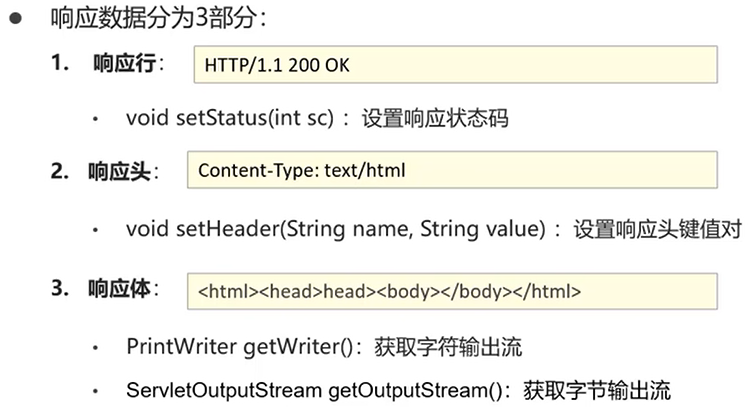 ● 响应数据分为3部分：
1. 响应行： HTTP/1.1 200 OK
• void setStatus(int sc) ：设置响应状态码
2. 响应头： Content-Type: text/html
• void setHeader(String name, String value) ：设置响应头键值对
3. 响应体： <html><head>head><body></body></html>
• PrintWriter getWriter()：获取字符输出流
• ServletOutputStream getOutputStream()：获取字节输出流